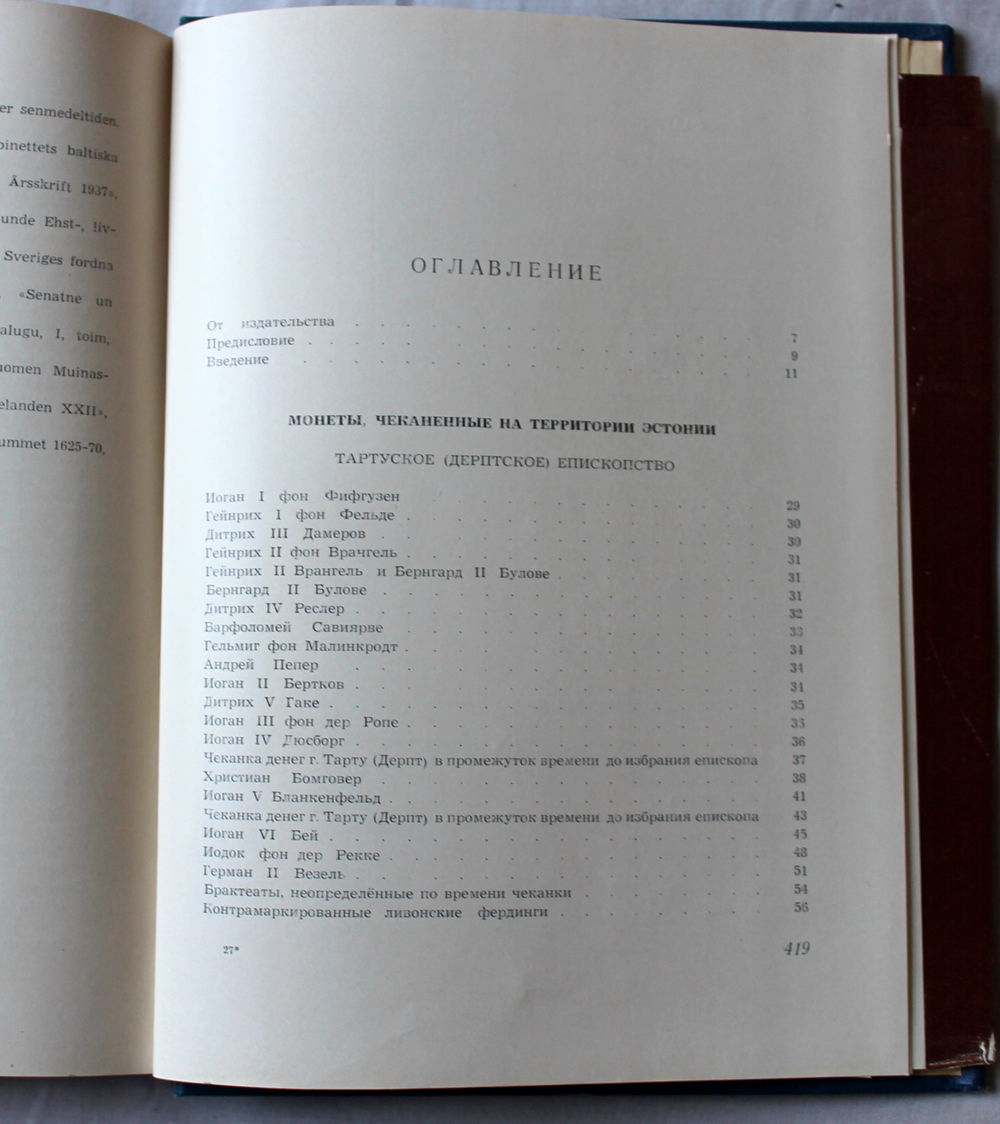 er senmedeltiden.
binettets baltiska
Årsskrift 1937»,
unde Ehst-, liv-
Sveriges fordna
«Senatne un
alugu, I, toim,
uomen Muinas-
elanden XXII»,
ummet 1625–70,
ОГЛАВЛЕНИЕ
От издательства . . . . . . . . . . . . . 7
Предисловие . . . . . . . . . . . . . . 9
Введение . . . . . . . . . . . . . . 11
МОНЕТЫ, ЧЕКАНЕННЫЕ НА ТЕРРИТОРИИ ЭСТОНИИ
ТАРТУСКОЕ (ДЕРПТСКОЕ) ЕПИСКОПСТВО
Иоган I фон Фифгузен . . . . . . . . . . . 29
Гейнрих I фон Фельде . . . . . . . . . . . 30
Дитрих III Дамеров . . . . . . . . . . . . 30
Гейнрих II фон Врачгель . . . . . . . . . . . 31
Гейнрих II Врангель и Бернгард II Булове . . . . . . . 31
Бернгард II Булове . . . . . . . . . . . . 31
Дитрих IV Реслер . . . . . . . . . . . . . 32
Варфоломей Савиярве . . . . . . . . . . . 33
Гельмиг фон Малинкродт . . . . . . . . . . . 34
Андрей Пепер . . . . . . . . . . . . . 34
Иоган II Бертков . . . . . . . . . . . . . 34
Дитрих V Гаке . . . . . . . . . . . . . . 35
Иоган III фон дер Ропе . . . . . . . . . . . 35
Иоган IV Дюсборг . . . . . . . . . . . . . 36
Чеканка денег г. Тарту (Дерпт) в промежуток времени до избрания епископа 37
Христиан Бомговер . . . . . . . . . . . . 38
Иоган V Бланкенфельд . . . . . . . . . . . . 41
Чеканка денег г. Тарту (Дерпт) в промежуток времени до избрания епископа 43
Иоган VI Бей . . . . . . . . . . . . . . 45
Иодок фон дер Рекке . . . . . . . . . . . . 48
Герман II Везель . . . . . . . . . . . . . 51
Брактеаты, неопределённые по времени чеканки . . . . . . 54
Контрамаркированные ливонские фердинги . . . . . . . 56
27* 419